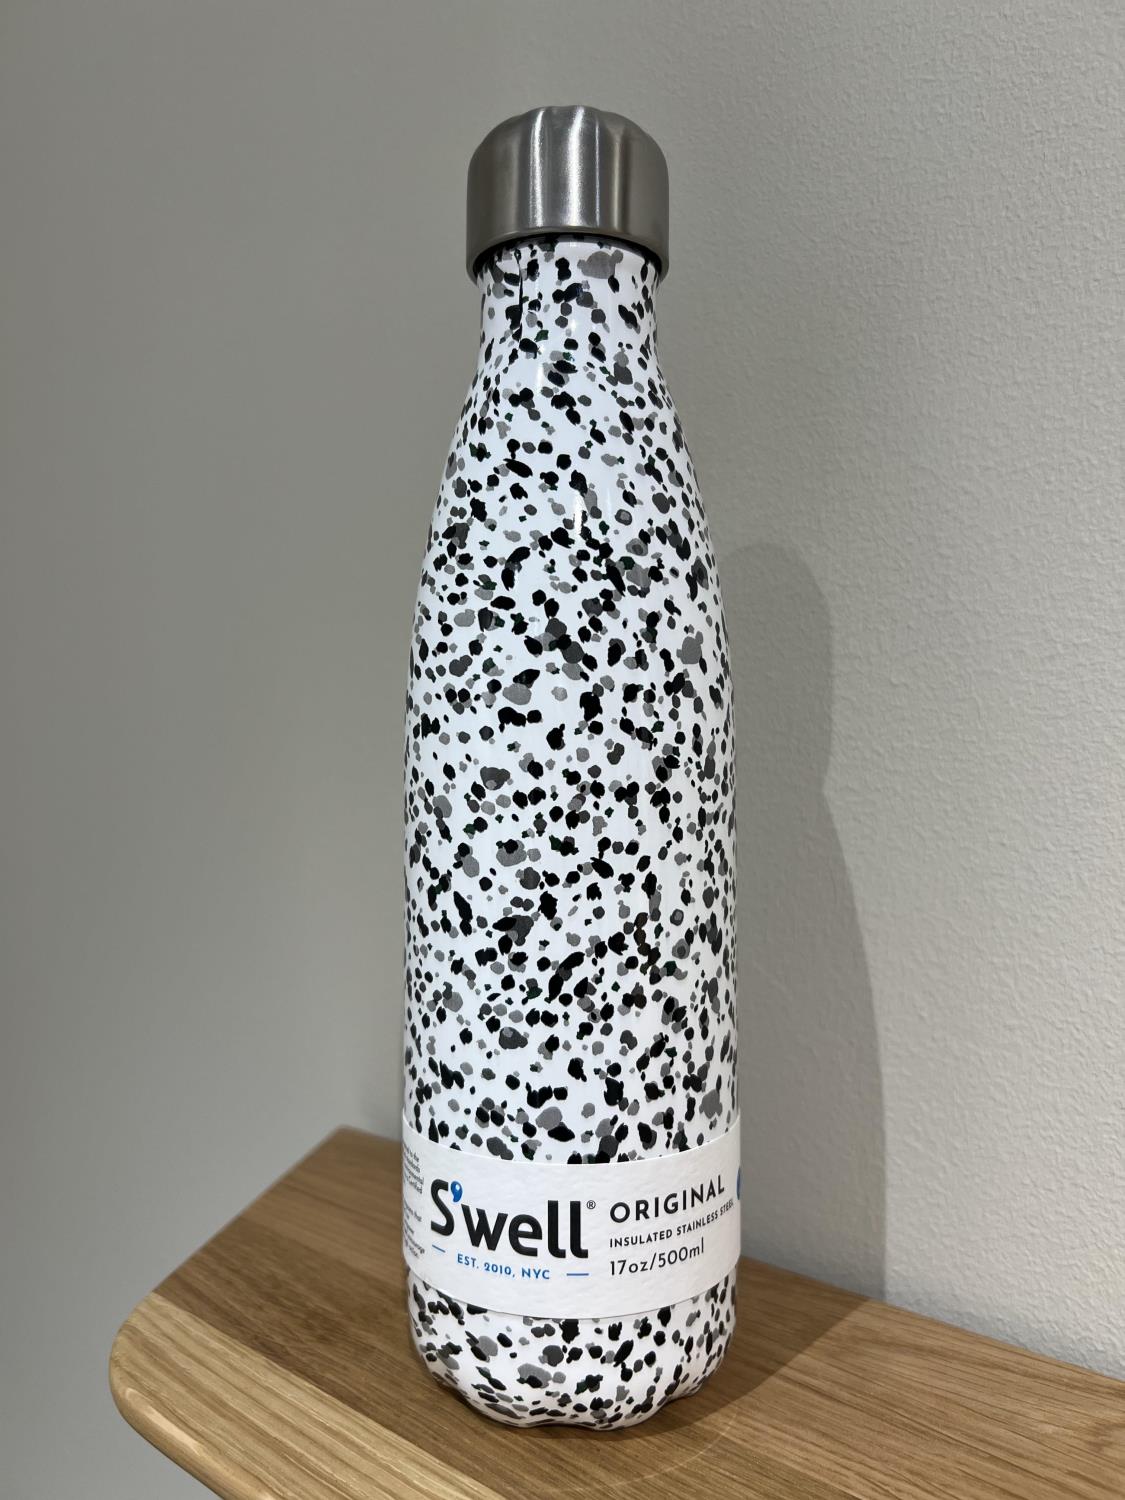 S'well®
EST. 2010, NYC
ORIGINAL
INSULATED STAINLESS STEEL
17oz/500ml